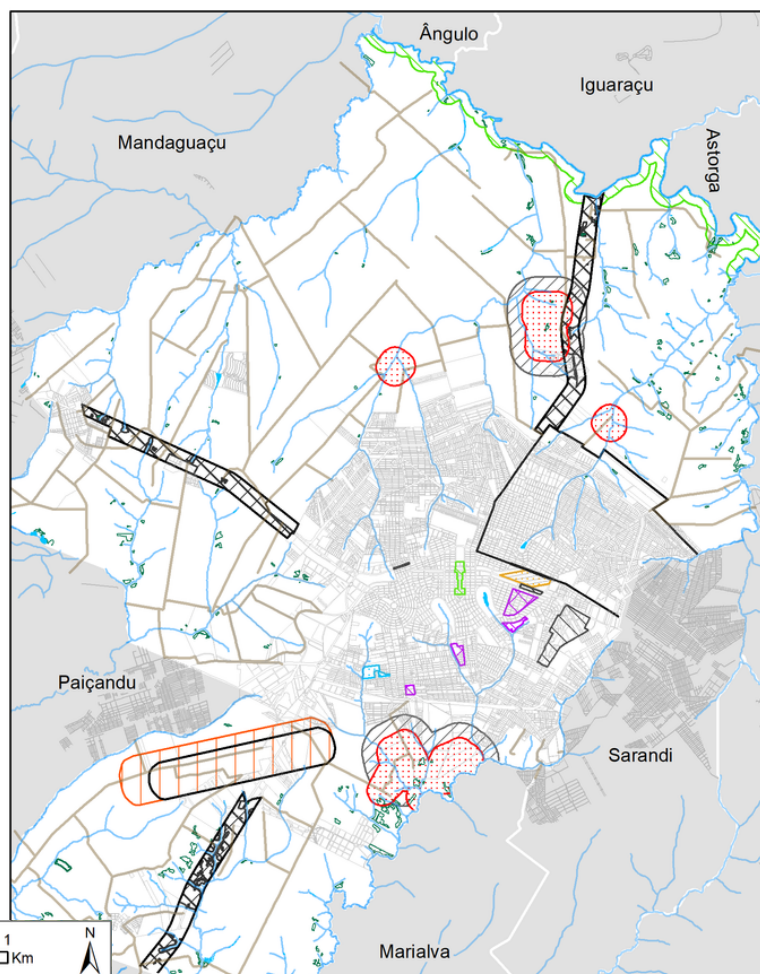 Ângulo
Iguaraçu
Mandaguaçu
Astorga
Paiçandu
Sarandi
1
Km
N
Marialva